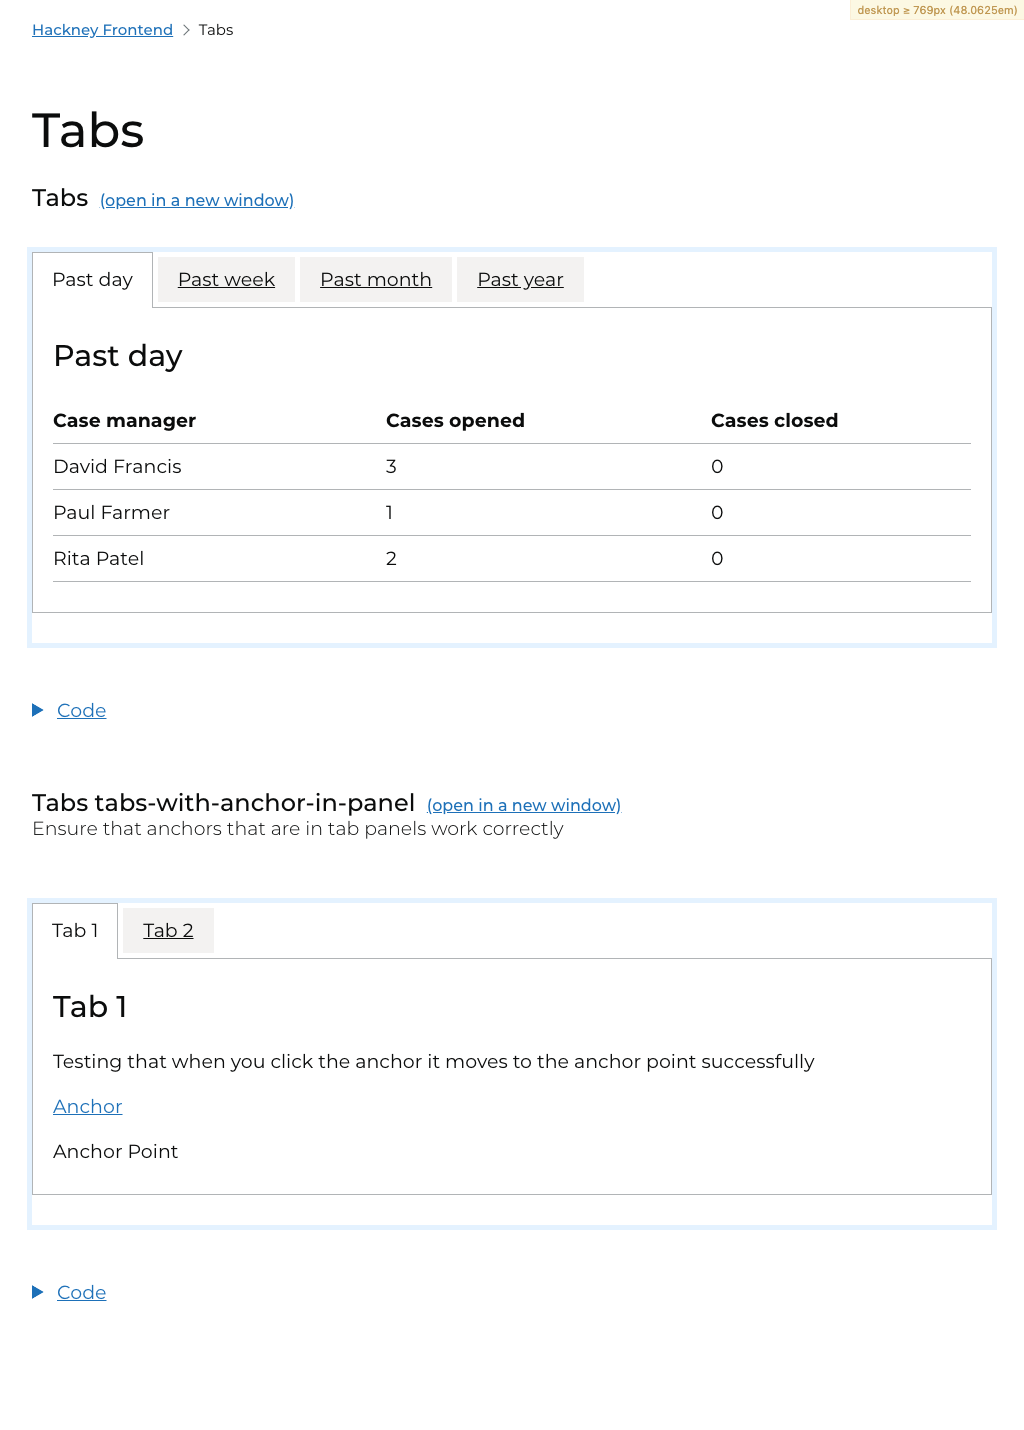 desktop ≥ 769px (48.0625em)
Hackney Frontend > Tabs
Tabs
Tabs (open in a new window)
Past day Past week Past month Past year
Past day
Case manager Cases opened Cases closed
David Francis 3 0
Paul Farmer 1 0
Rita Patel 2 0
Code
Tabs tabs-with-anchor-in-panel (open in a new window)
Ensure that anchors that are in tab panels work correctly
Tab 1 Tab 2
Tab 1
Testing that when you click the anchor it moves to the anchor point successfully
Anchor
Anchor Point
Code